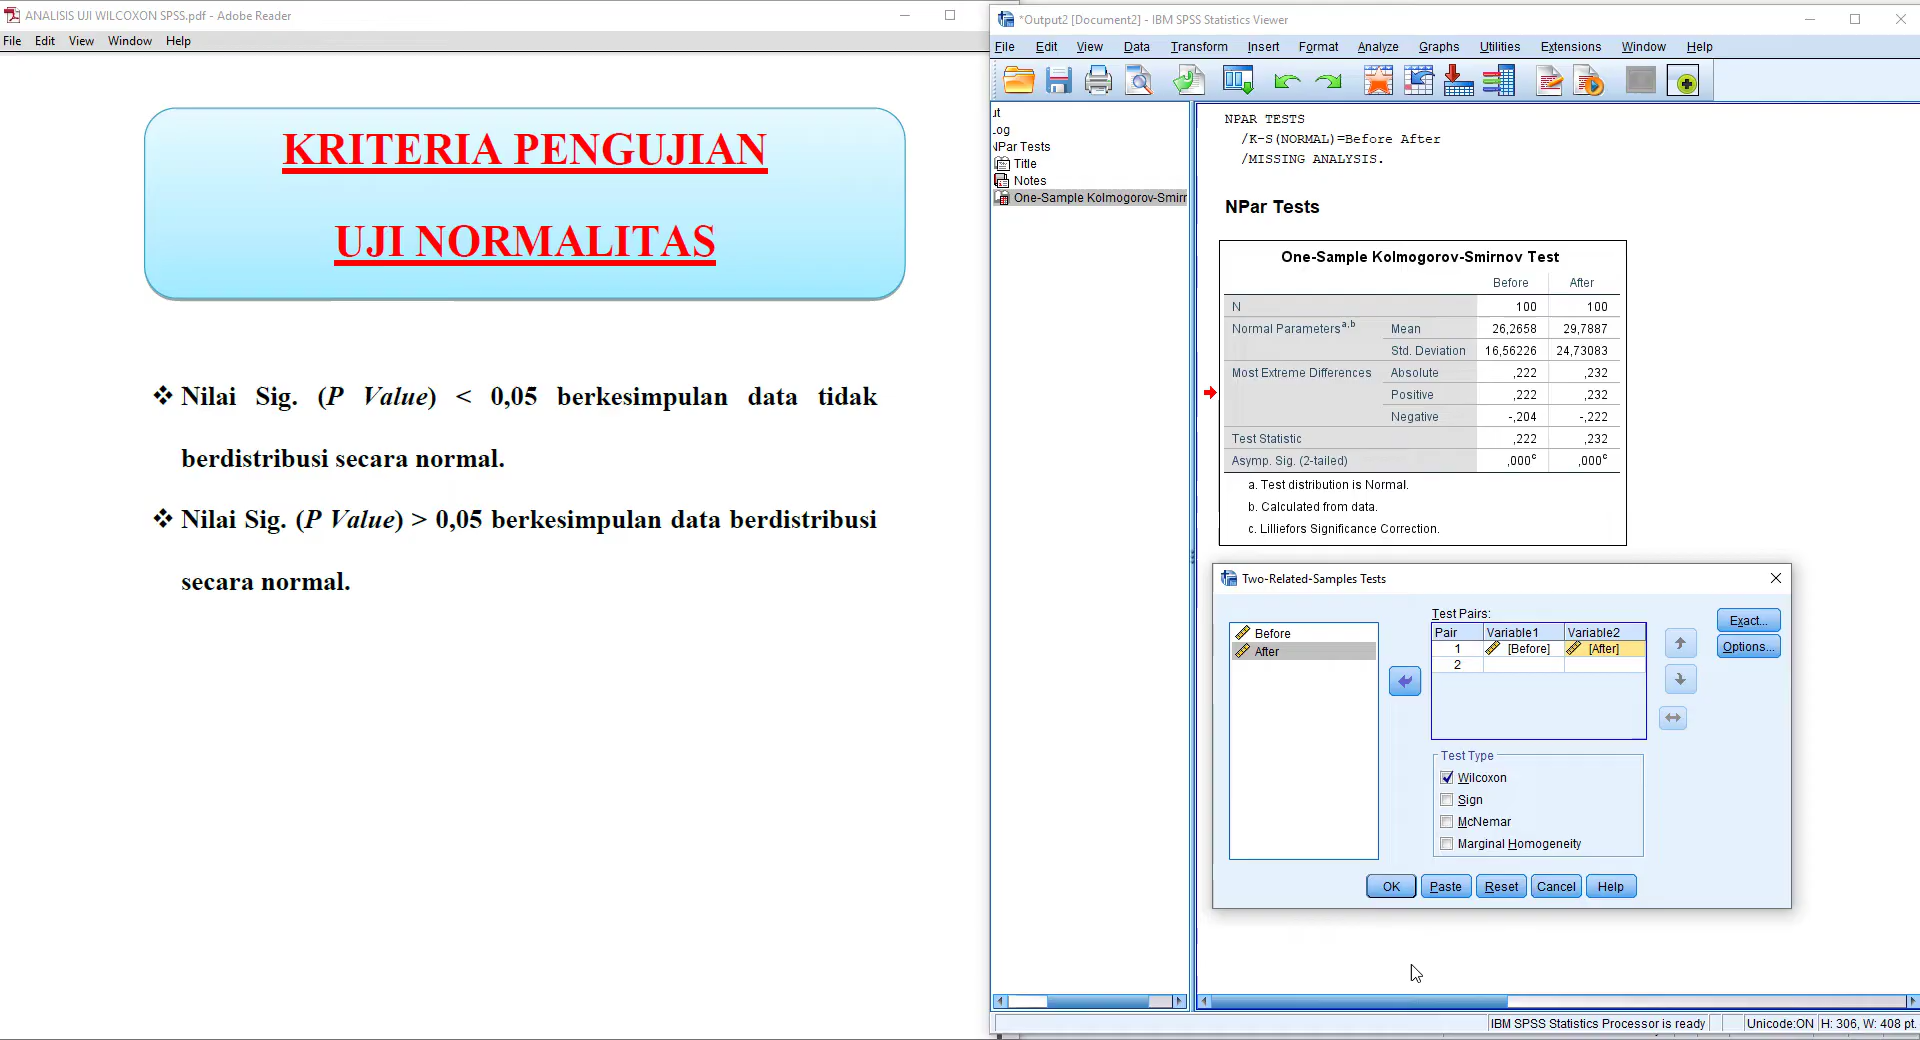 ANALISIS UJI WILCOXON SPSS.pdf - Adobe Reader
File Edit View Window Help
KRITERIA PENGUJIAN
UJI NORMALITAS
❖ Nilai Sig. (P Value) < 0,05 berkesimpulan data tidak
berdistribusi secara normal.
❖ Nilai Sig. (P Value) > 0,05 berkesimpulan data berdistribusi
secara normal.
*Output2 [Document2] - IBM SPSS Statistics Viewer
File Edit View Data Transform Insert Format Analyze Graphs Utilities Extensions Window Help
Title
Notes
One-Sample Kolmogorov-Smirn
NPAR TESTS
/K-S(NORMAL)=Before After
/MISSING ANALYSIS.
NPar Tests
One-Sample Kolmogorov-Smirnov Test
Before After
N 100 100
Normal Parameters a,b Mean 26,2658 29,7887
Std. Deviation 16,56226 24,73083
Most Extreme Differences Absolute ,222 ,232
Positive ,222 ,232
Negative -,204 -,222
Test Statistic ,222 ,232
Asymp. Sig. (2-tailed) ,000c ,000c
a. Test distribution is Normal.
b. Calculated from data.
c. Lilliefors Significance Correction.
Two-Related-Samples Tests
Before
After
Test Pairs:
Pair Variable1 Variable2
1 [Before] [After]
2
Exact...
Options...
Test Type
Wilcoxon
Sign
McNemar
Marginal Homogeneity
OK Paste Reset Cancel Help
IBM SPSS Statistics Processor is ready Unicode:ON H: 306, W: 408 pt.